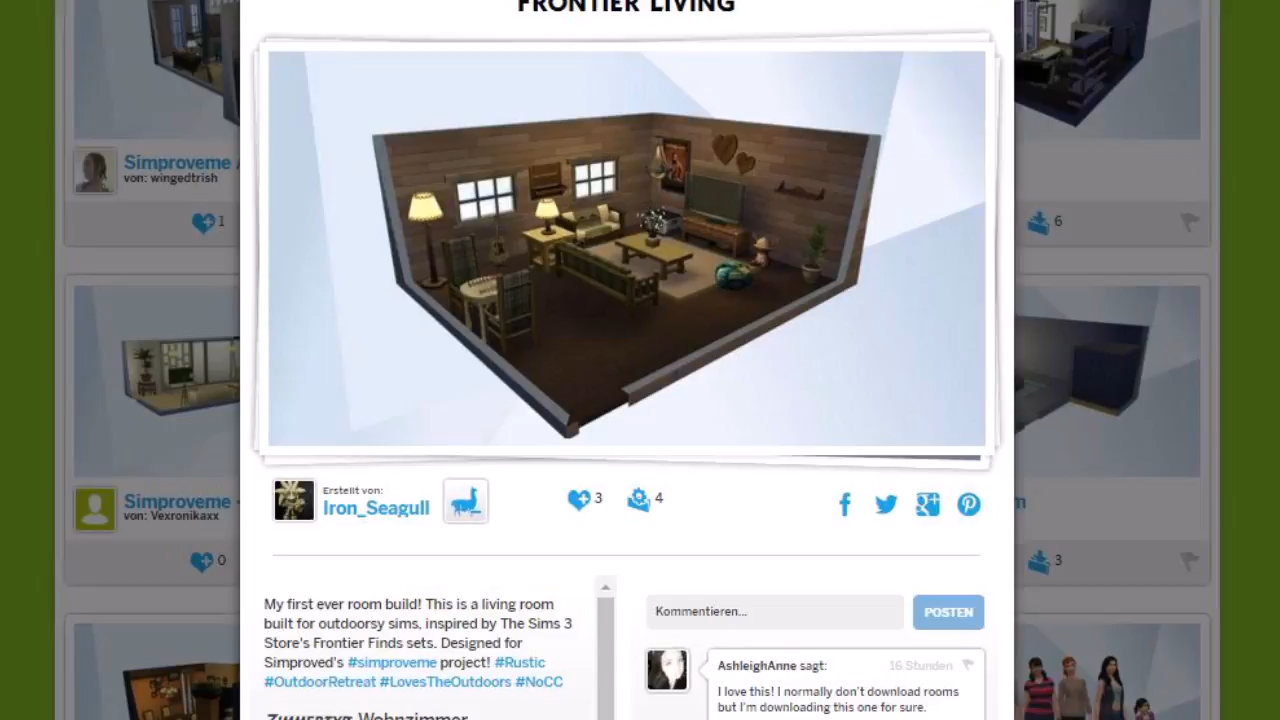 FRONTIER LIVING
Simproveme
von: wingedtrish
1
6
Erstellt von:
Iron_Seagull
3
4
Simproveme -
von: Vexronikaxx
0
3
My first ever room build! This is a living room
built for outdoorsy sims, inspired by The Sims 3
Store's Frontier Finds sets. Designed for
Simproved's #simproveme project! #Rustic
#OutdoorRetreat #LovesTheOutdoors #NoCC
ZIMMERTYP: Wohnzimmer
Kommentieren...
POSTEN
AshleighAnne sagt:
16 Stunden
I love this! I normally don't download rooms
but I'm downloading this one for sure.